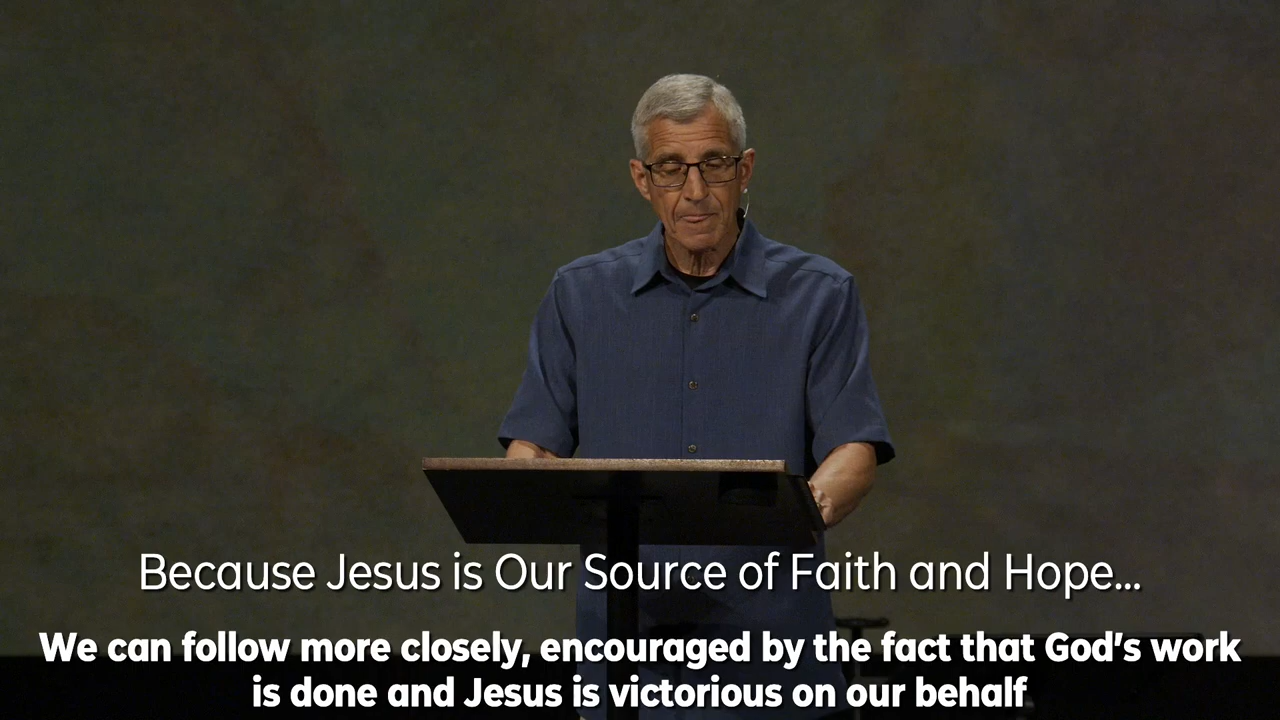 Because Jesus is Our Source of Faith and Hope...
We can follow more closely, encouraged by the fact that God's work
is done and Jesus is victorious on our behalf